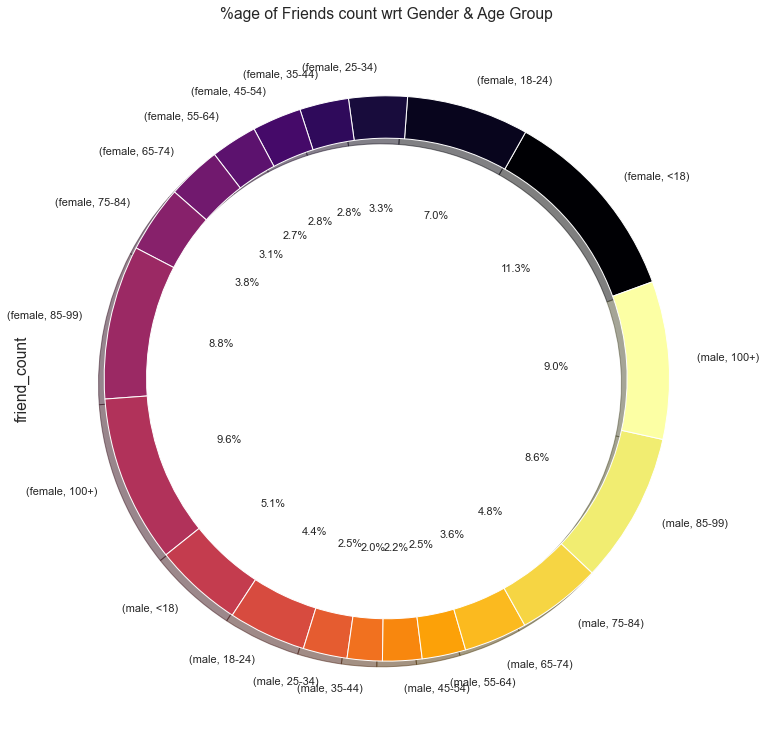 %age of Friends count wrt Gender & Age Group
(female, 25-34)
(female, 35-44)
(female, 18-24)
(female, 45-54)
(female, 55-64)
(female, 65-74)
(female, <18)
(female, 75-84)
3.3%
2.8%
7.0%
2.8%
2.7%
3.1%
11.3%
3.8%
(female, 85-99)
8.8%
(male, 100+)
9.0%
friend_count
9.6%
8.6%
(female, 100+)
5.1%
4.8%
(male, 85-99)
4.4%
3.6%
2.5%
2.0%
2.2%
2.5%
(male, <18)
(male, 75-84)
(male, 18-24)
(male, 65-74)
(male, 25-34)
(male, 55-64)
(male, 35-44)
(male, 45-54)